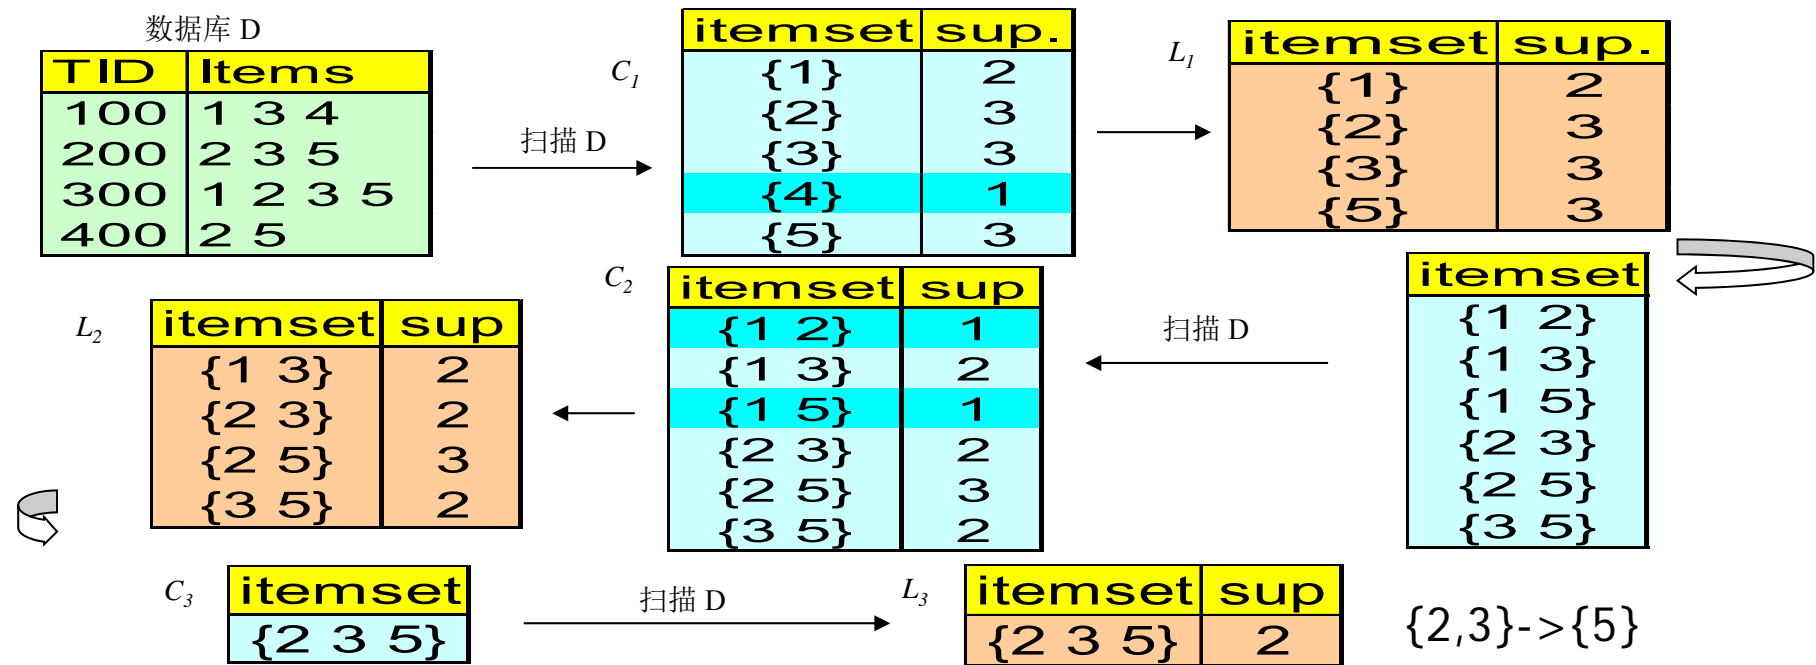 数据库 D
TID Items
100 1 3 4
200 2 3 5
300 1 2 3 5
400 2 5
扫描 D
C1
itemset sup.
{1} 2
{2} 3
{3} 3
{4} 1
{5} 3
L1
itemset sup.
{1} 2
{2} 3
{3} 3
{5} 3
itemset
{1 2}
{1 3}
{1 5}
{2 3}
{2 5}
{3 5}
扫描 D
C2
itemset sup
{1 2} 1
{1 3} 2
{1 5} 1
{2 3} 2
{2 5} 3
{3 5} 2
L2
itemset sup
{1 3} 2
{2 3} 2
{2 5} 3
{3 5} 2
C3
itemset
{2 3 5}
扫描 D
L3
itemset sup
{2 3 5} 2
{2,3}->{5}